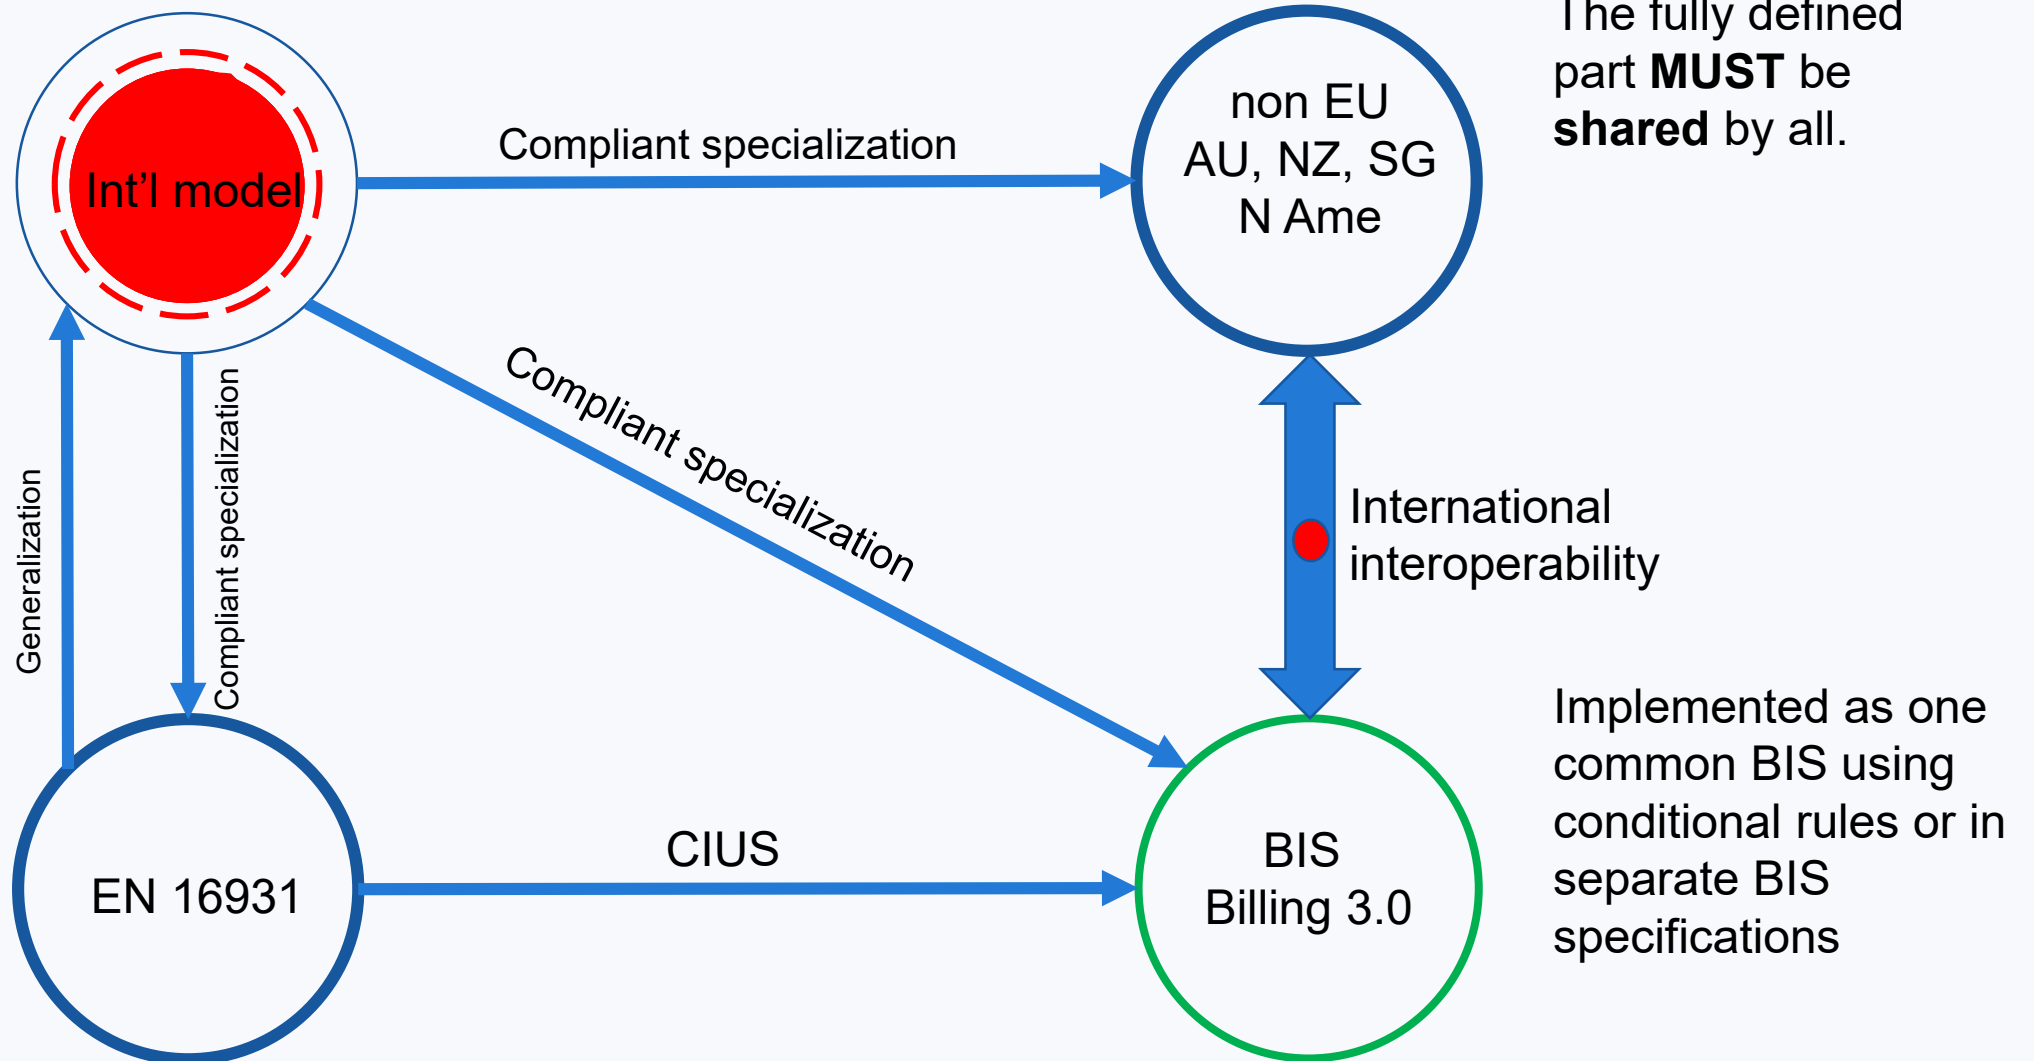 The fully defined
part MUST be
shared by all.
non EU
AU, NZ, SG
N Ame
Compliant specialization
Int'l model
Compliant specialization
Generalization
Compliant specialization
International
interoperability
Implemented as one
common BIS using
conditional rules or in
separate BIS
specifications
CIUS
BIS
Billing 3.0
EN 16931